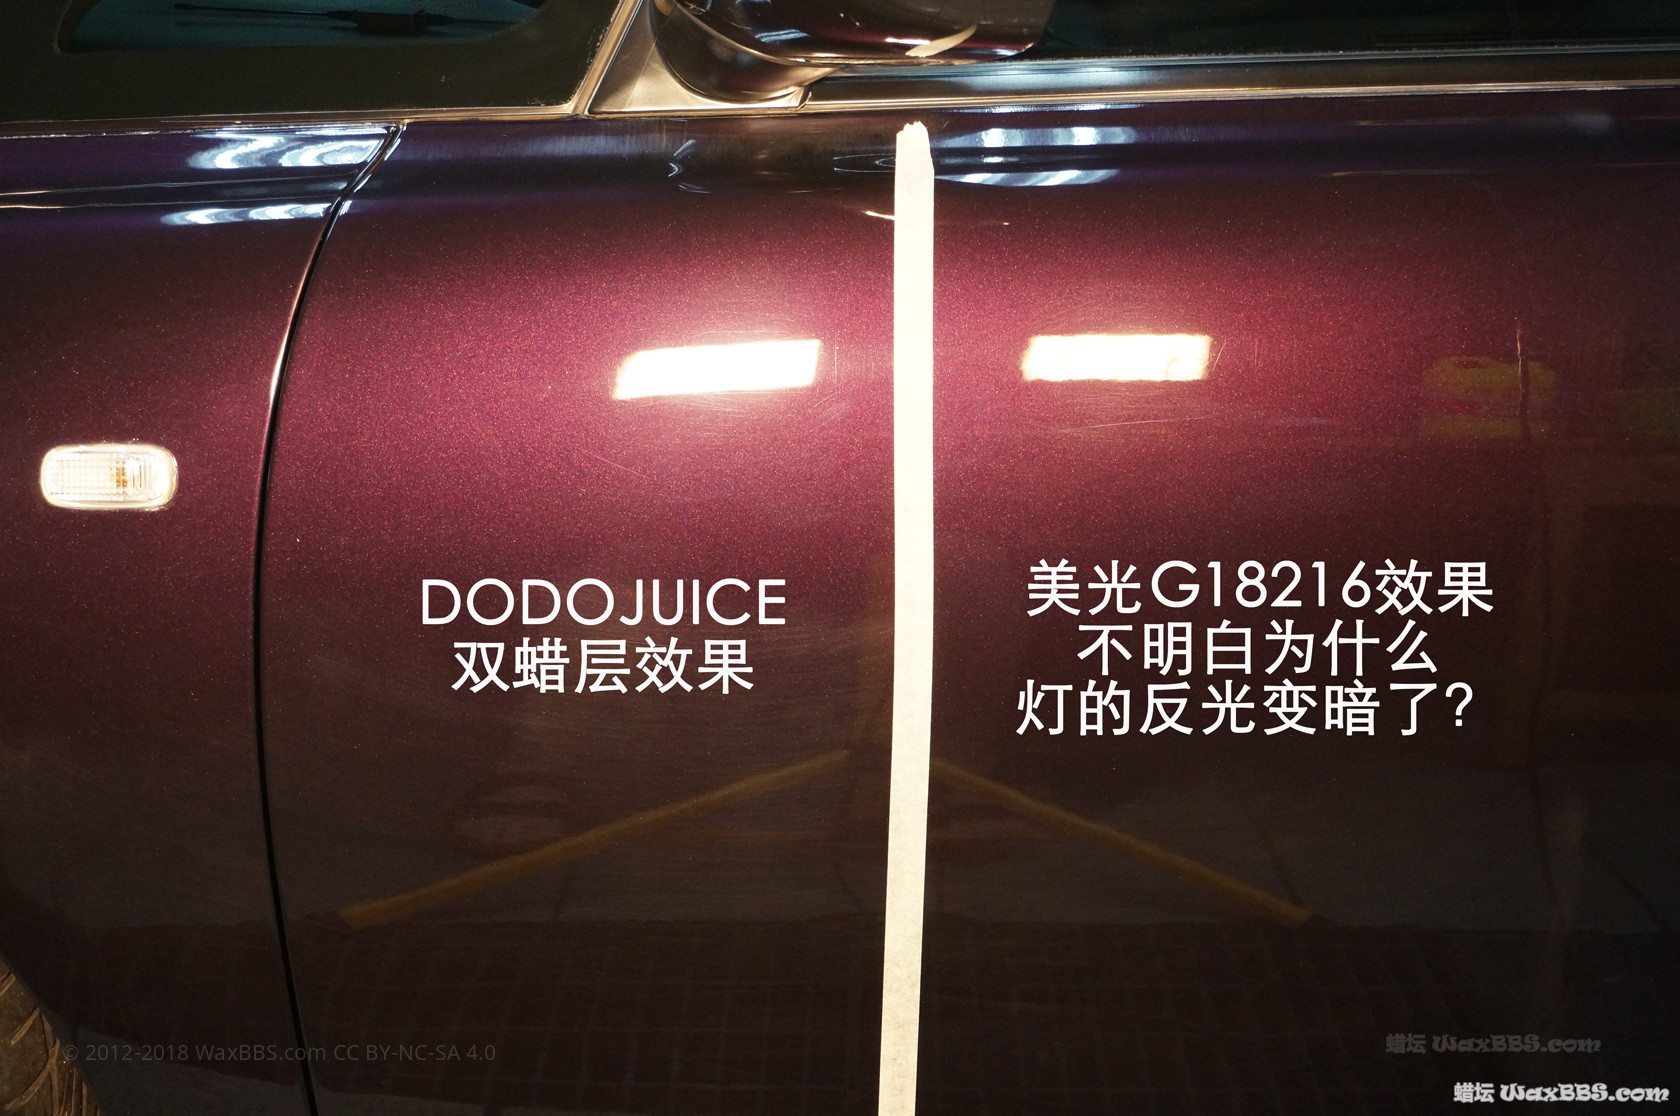 DODOJUICE
双蜡层效果
美光G18216效果
不明白为什么
灯的反光变暗了?
© 2012-2018 WaxBBS.com CC BY-NC-SA 4.0
蜡坛 WaxBBS.com
蜡坛 WaxBBS.com